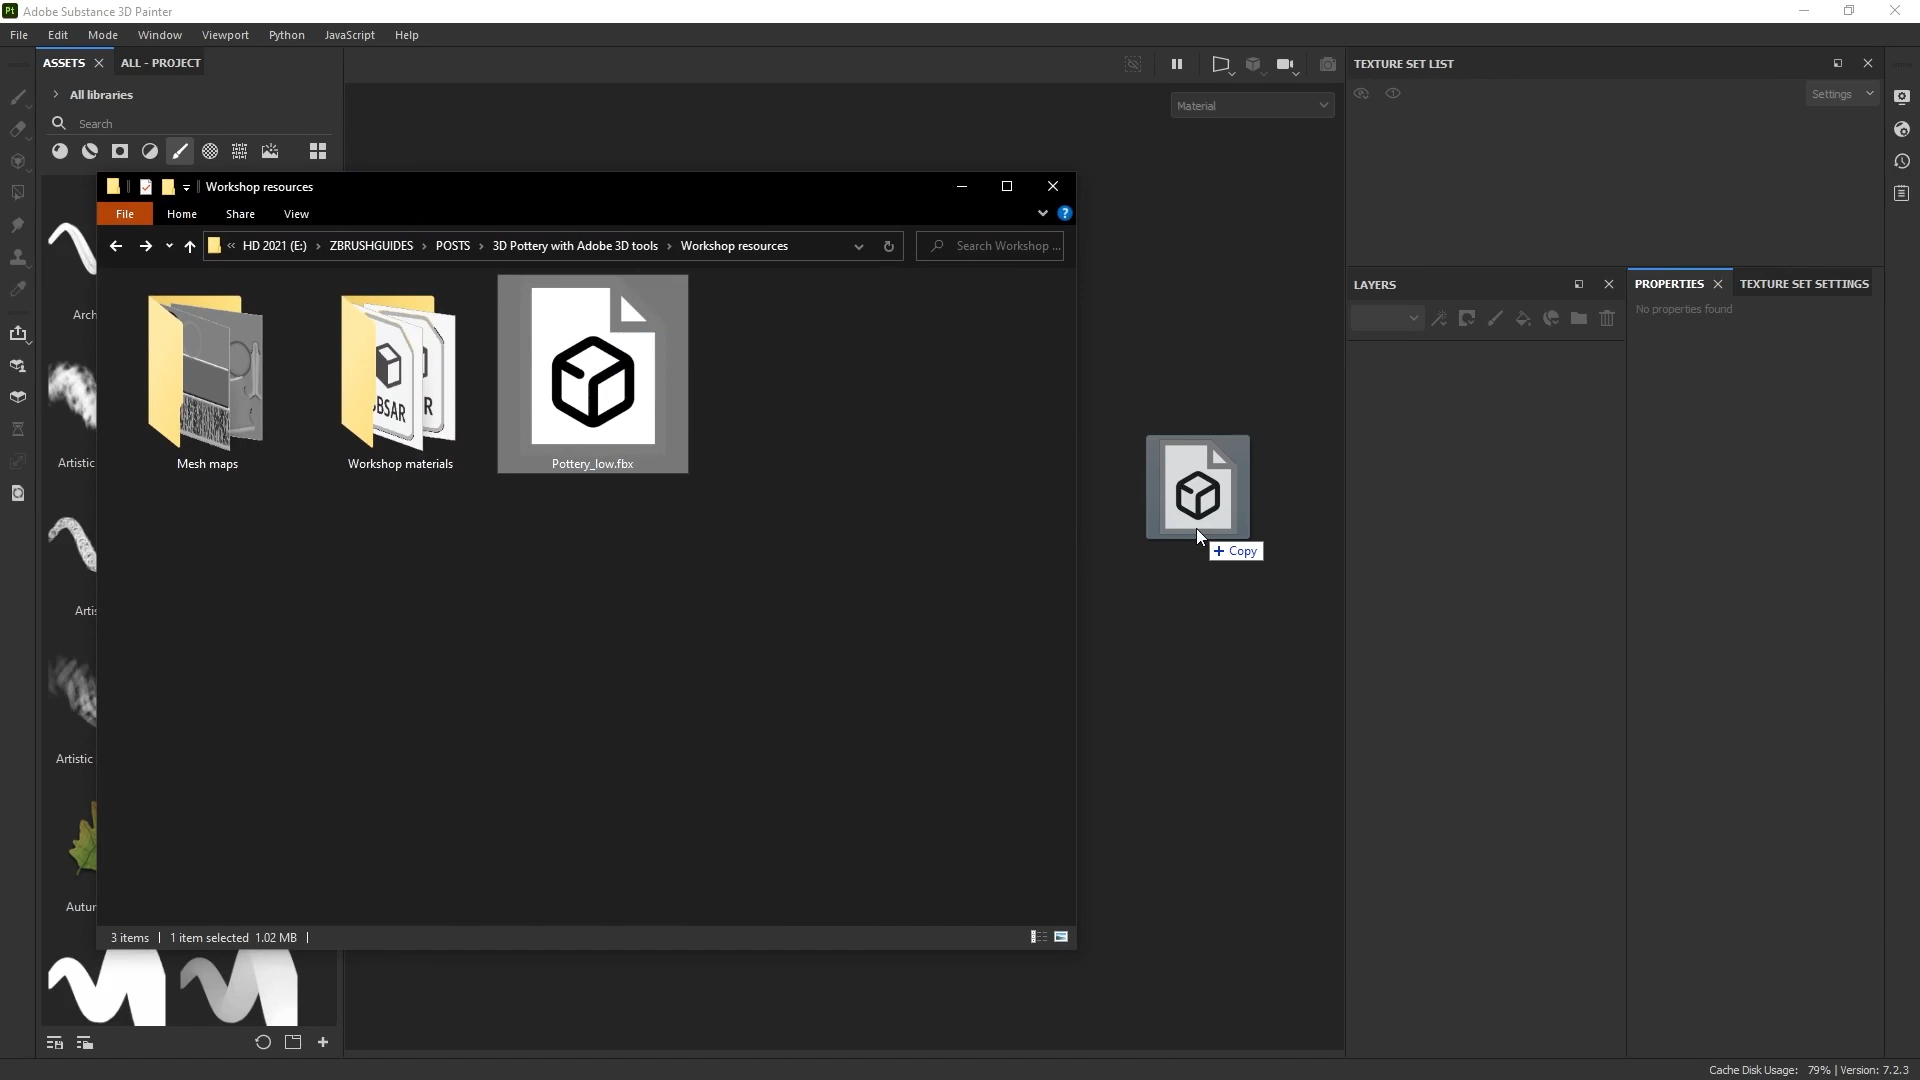 Pt Adobe Substance 3D Painter
File Edit Mode Window Viewport Python JavaScript Help
ASSETS ALL - PROJECT
All libraries
Search
Material
TEXTURE SET LIST
Settings
Workshop resources
File Home Share View
HD 2021 (E:) › ZBRUSHGUIDES › POSTS › 3D Pottery with Adobe 3D tools › Workshop resources
Search Workshop ...
LAYERS
PROPERTIES TEXTURE SET SETTINGS
No properties found
Mesh maps
Workshop materials
Pottery_low.fbx
+ Copy
Arch
Artistic
Artis
Artistic
Autur
3 items 1 item selected 1.02 MB
Cache Disk Usage: 79% | Version: 7.2.3